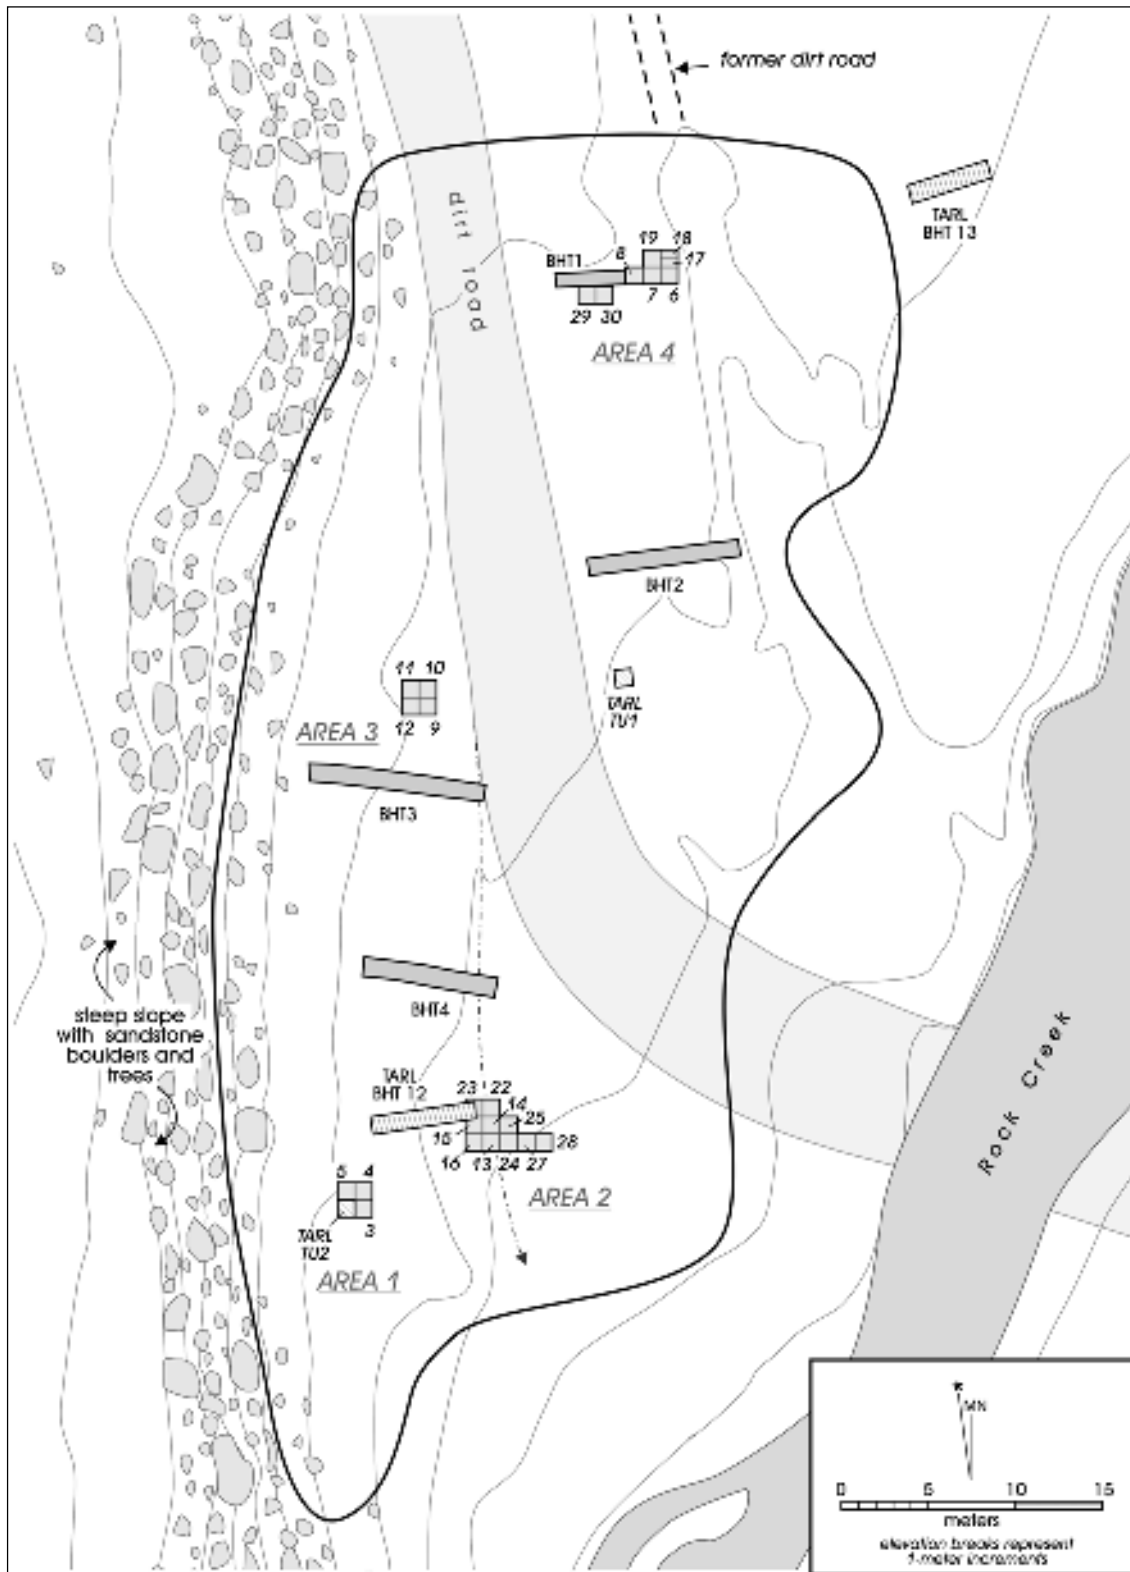 former dirt road
TARL
BHT 13
dirt road
19 18
8 17
BHT1
7 6
29 30
AREA 4
BHT2
11 10
TARL
TU1
12 9
AREA 3
BHT3
BHT4
steep slope
with sandstone
boulders and
trees
TARL
BHT 12
23 22
14
25
15
28
16 13 24 27
5 4
AREA 2
3
TARL
TU2
AREA 1
Rock Creek
MN
0 5 10 15
meters
elevation breaks represent
1-meter increments